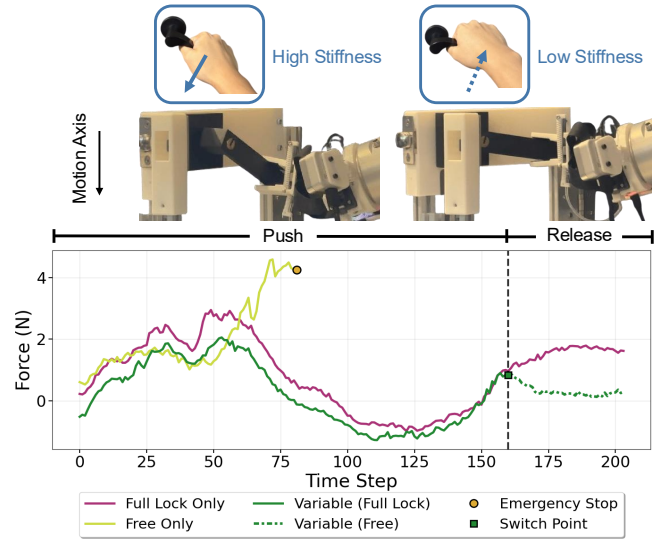 High Stiffness
Low Stiffness
Motion Axis
Push
Release
Force (N)
4
2
0
0
25
50
75
100
125
150
175
200
Time Step
Full Lock Only
Variable (Full Lock)
Emergency Stop
Free Only
Variable (Free)
Switch Point